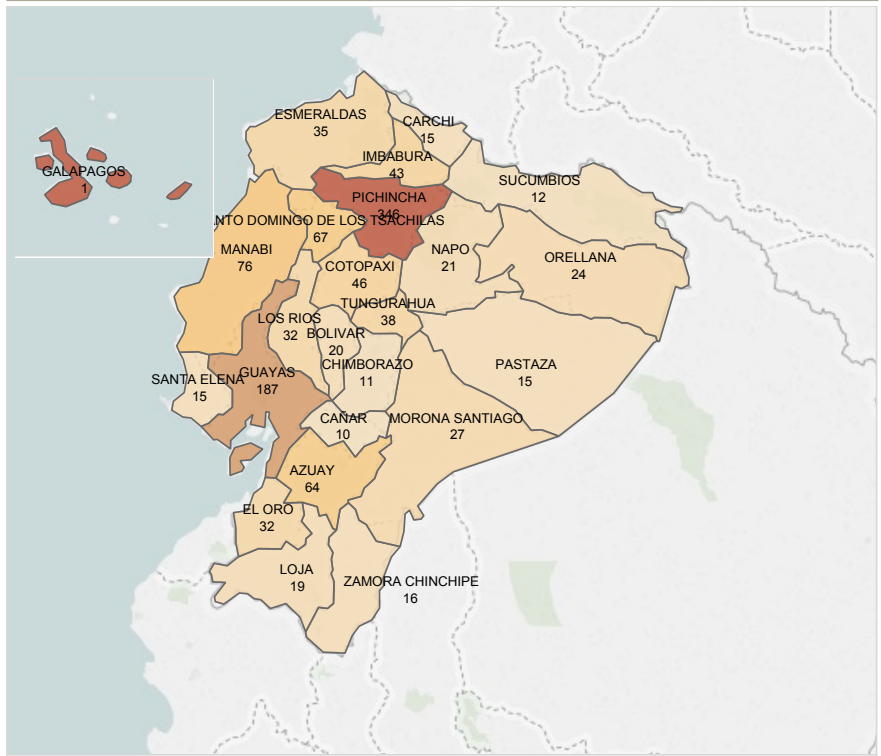 ESMERALDAS
35
CARCHI
15
IMBABURA
43
GALAPAGOS
1
SUCUMBIOS
12
PICHINCHA
346
NTO DOMINGO DE LOS TSACHILAS
67
MANABI
76
NAPO
21
ORELLANA
24
COTOPAXI
46
TUNGURAHUA
38
LOS RIOS
32
BOLIVAR
20
CHIMBORAZO
11
PASTAZA
15
SANTA ELENA
15
GUAYAS
187
CAÑAR
10
MORONA SANTIAGO
27
AZUAY
64
EL ORO
32
LOJA
19
ZAMORA CHINCHIPE
16